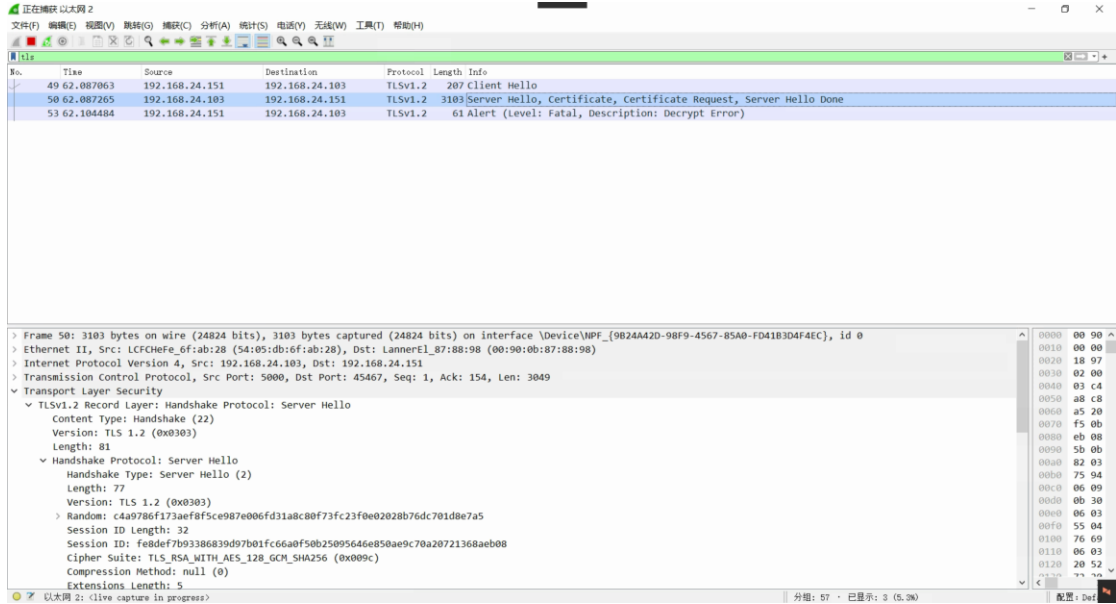 正在捕获 以太网 2
文件(F) 编辑(E) 视图(V) 跳转(G) 捕获(C) 分析(A) 统计(S) 电话(Y) 无线(W) 工具(T) 帮助(H)
tls
No. Time Source Destination Protocol Length Info
49 62.087063 192.168.24.151 192.168.24.103 TLSv1.2 207 Client Hello
50 62.087265 192.168.24.103 192.168.24.151 TLSv1.2 3103 Server Hello, Certificate, Certificate Request, Server Hello Done
53 62.104484 192.168.24.151 192.168.24.103 TLSv1.2 61 Alert (Level: Fatal, Description: Decrypt Error)
Frame 50: 3103 bytes on wire (24824 bits), 3103 bytes captured (24824 bits) on interface \Device\NPF_{9B24A42D-98F9-4567-85A0-FD41B3D4F4EC}, id 0
Ethernet II, Src: LCFCHeFe_6f:ab:28 (54:05:db:6f:ab:28), Dst: LannerEl_87:88:98 (00:90:0b:87:88:98)
Internet Protocol Version 4, Src: 192.168.24.103, Dst: 192.168.24.151
Transmission Control Protocol, Src Port: 5000, Dst Port: 45467, Seq: 1, Ack: 154, Len: 3049
Transport Layer Security
TLSv1.2 Record Layer: Handshake Protocol: Server Hello
Content Type: Handshake (22)
Version: TLS 1.2 (0x0303)
Length: 81
Handshake Protocol: Server Hello
Handshake Type: Server Hello (2)
Length: 77
Version: TLS 1.2 (0x0303)
Random: c4a9786f173aef8f5ce987e006fd31a8c80f73fc23f0e02028b76dc701d8e7a5
Session ID Length: 32
Session ID: fe8def7b93386839d97b01fc66a0f50b25095646e850ae9c70a20721368aeb08
Cipher Suite: TLS_RSA_WITH_AES_128_GCM_SHA256 (0x009c)
Compression Method: null (0)
Extensions Length: 5
0000 00 90
0010 00 00
0020 18 97
0030 02 00
0040 03 c4
0050 a8 c8
0060 a5 20
0070 f5 0b
0080 eb 08
0090 5b 0b
00a0 82 03
00b0 75 94
00c0 06 09
00d0 0b 30
00e0 06 03
00f0 55 04
0100 76 69
0110 06 03
0120 20 52
以太网 2: <live capture in progress>
分组: 57 · 已显示: 3 (5.3%)
配置: Def